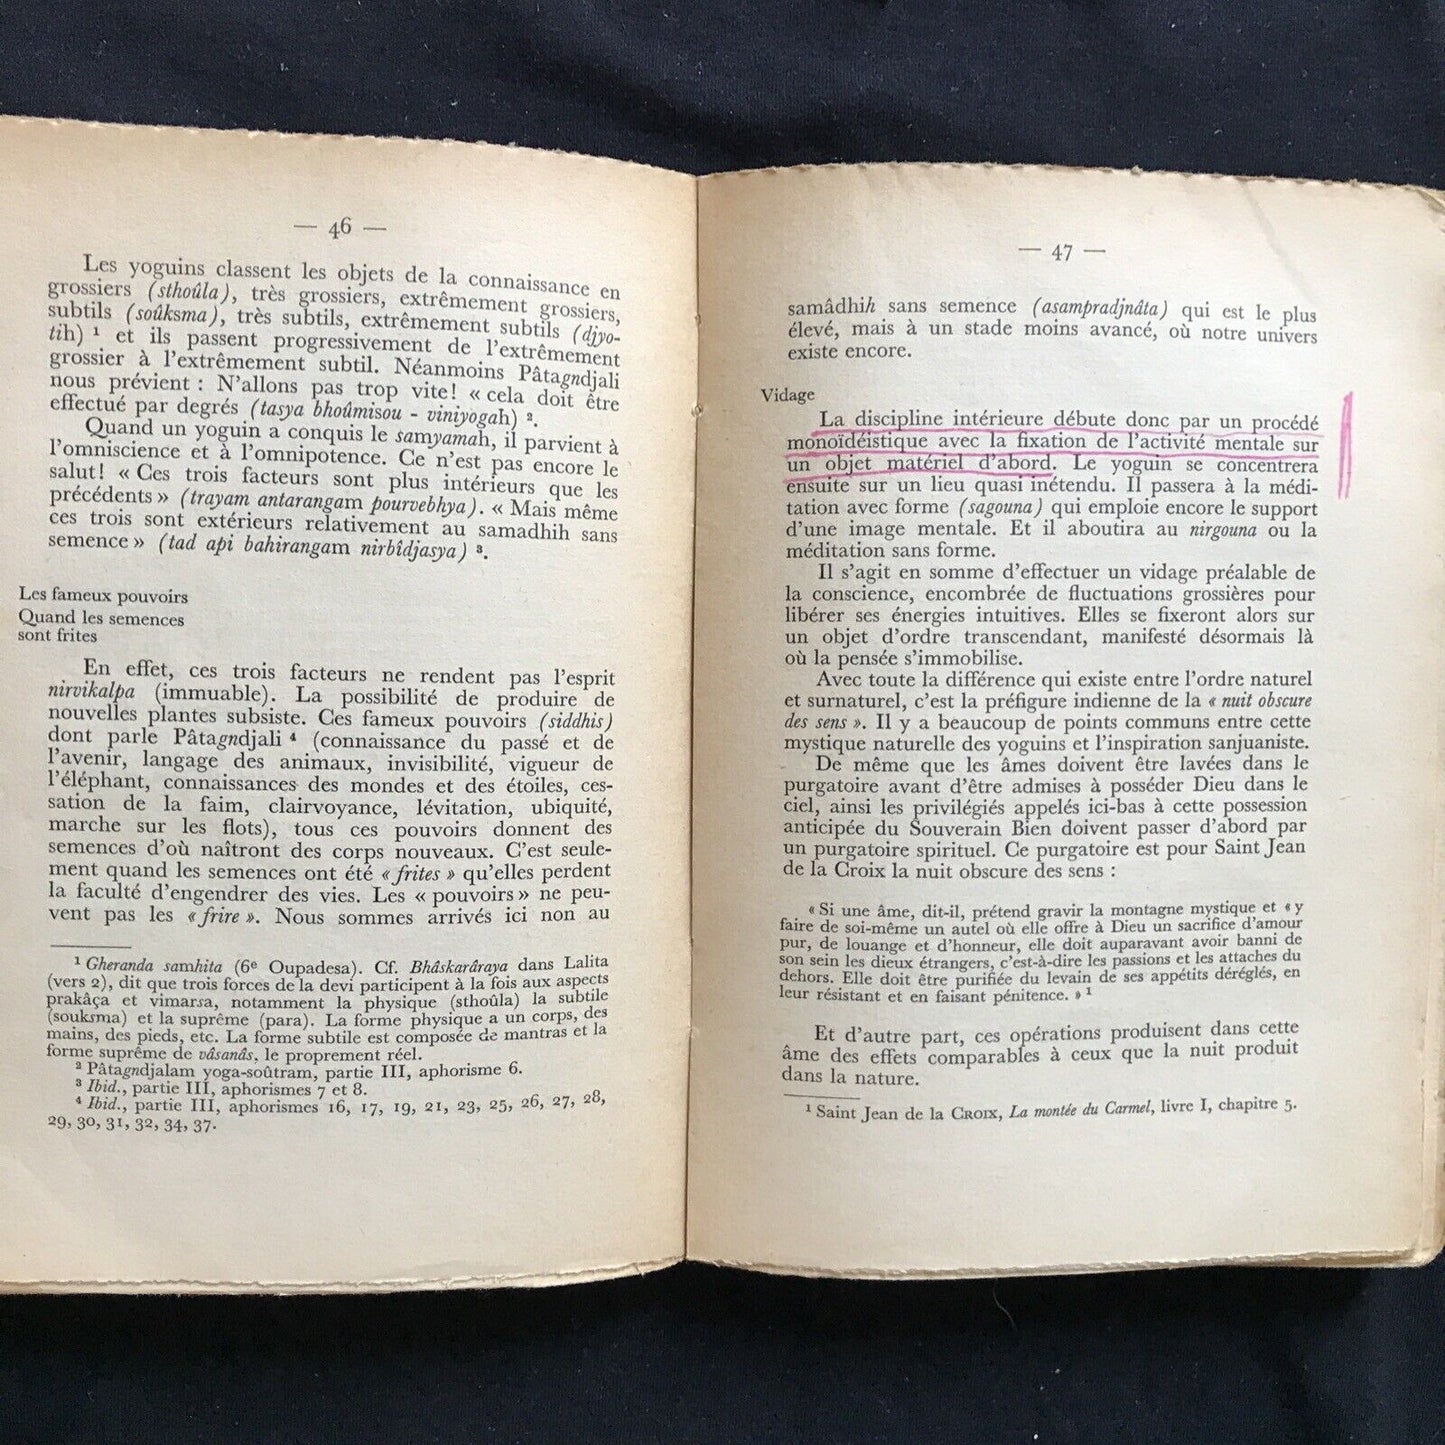 — 46 —
Les yoguins classent les objets de la connaissance en
grossiers (sthoûla), très grossiers, extrêmement grossiers,
subtils (soûksma), très subtils, extrêmement subtils (djyo-
tih) ¹ et ils passent progressivement de l'extrêmement
grossier à l'extrêmement subtil. Néanmoins Pâtagndjali
nous prévient : N'allons pas trop vite! « cela doit être
effectué par degrés (tasya bhoûmisou - viniyogah) ².
Quand un yoguin a conquis le samyamah, il parvient à
l'omniscience et à l'omnipotence. Ce n'est pas encore le
salut! « Ces trois facteurs sont plus intérieurs que les
précédents » (trayam antarangam pourvebhya). « Mais même
ces trois sont extérieurs relativement au samadhih sans
semence » (tad api bahirangam nirbîdjasya) ³.
Les fameux pouvoirs
Quand les semences
sont frites
En effet, ces trois facteurs ne rendent pas l'esprit
nirvikalpa (immuable). La possibilité de produire de
nouvelles plantes subsiste. Ces fameux pouvoirs (siddhis)
dont parle Pâtagndjali ⁴ (connaissance du passé et de
l'avenir, langage des animaux, invisibilité, vigueur de
l'éléphant, connaissances des mondes et des étoiles, ces-
sation de la faim, clairvoyance, lévitation, ubiquité,
marche sur les flots), tous ces pouvoirs donnent des
semences d'où naîtront des corps nouveaux. C'est seule-
ment quand les semences ont été « frites » qu'elles perdent
la faculté d'engendrer des vies. Les « pouvoirs » ne peu-
vent pas les « frire ». Nous sommes arrivés ici non au
¹ Gheranda samhita (6e Oupadesa). Cf. Bhâskarâraya dans Lalita
(vers 2), dit que trois forces de la devi participent à la fois aux aspects
prakâça et vimarsa, notamment la physique (sthoûla) la subtile
(souksma) et la suprême (para). La forme physique a un corps, des
mains, des pieds, etc. La forme subtile est composée de mantras et la
forme suprême de vâsanâs, le proprement réel.
² Pâtagndjalam yoga-soûtram, partie III, aphorisme 6.
³ Ibid., partie III, aphorismes 7 et 8.
⁴ Ibid., partie III, aphorismes 16, 17, 19, 21, 23, 25, 26, 27, 28,
29, 30, 31, 32, 34, 37.
— 47 —
samâdhih sans semence (asampradjnâta) qui est le plus
élevé, mais à un stade moins avancé, où notre univers
existe encore.
Vidage
La discipline intérieure débute donc par un procédé
monoïdéistique avec la fixation de l'activité mentale sur
un objet matériel d'abord. Le yoguin se concentrera
ensuite sur un lieu quasi inétendu. Il passera à la médi-
tation avec forme (sagouna) qui emploie encore le support
d'une image mentale. Et il aboutira au nirgouna ou la
méditation sans forme.
Il s'agit en somme d'effectuer un vidage préalable de
la conscience, encombrée de fluctuations grossières pour
libérer ses énergies intuitives. Elles se fixeront alors sur
un objet d'ordre transcendant, manifesté désormais là
où la pensée s'immobilise.
Avec toute la différence qui existe entre l'ordre naturel
et surnaturel, c'est la préfigure indienne de la « nuit obscure
des sens ». Il y a beaucoup de points communs entre cette
mystique naturelle des yoguins et l'inspiration sanjuaniste.
De même que les âmes doivent être lavées dans le
purgatoire avant d'être admises à posséder Dieu dans le
ciel, ainsi les privilégiés appelés ici-bas à cette possession
anticipée du Souverain Bien doivent passer d'abord par
un purgatoire spirituel. Ce purgatoire est pour Saint Jean
de la Croix la nuit obscure des sens :
« Si une âme, dit-il, prétend gravir la montagne mystique et « y
faire de soi-même un autel où elle offre à Dieu un sacrifice d'amour
pur, de louange et d'honneur, elle doit auparavant avoir banni de
son sein les dieux étrangers, c'est-à-dire les passions et les attaches du
dehors. Elle doit être purifiée du levain de ses appétits déréglés, en
leur résistant et en faisant pénitence. » ¹
Et d'autre part, ces opérations produisent dans cette
âme des effets comparables à ceux que la nuit produit
dans la nature.
¹ Saint Jean de la Croix, La montée du Carmel, livre I, chapitre 5.